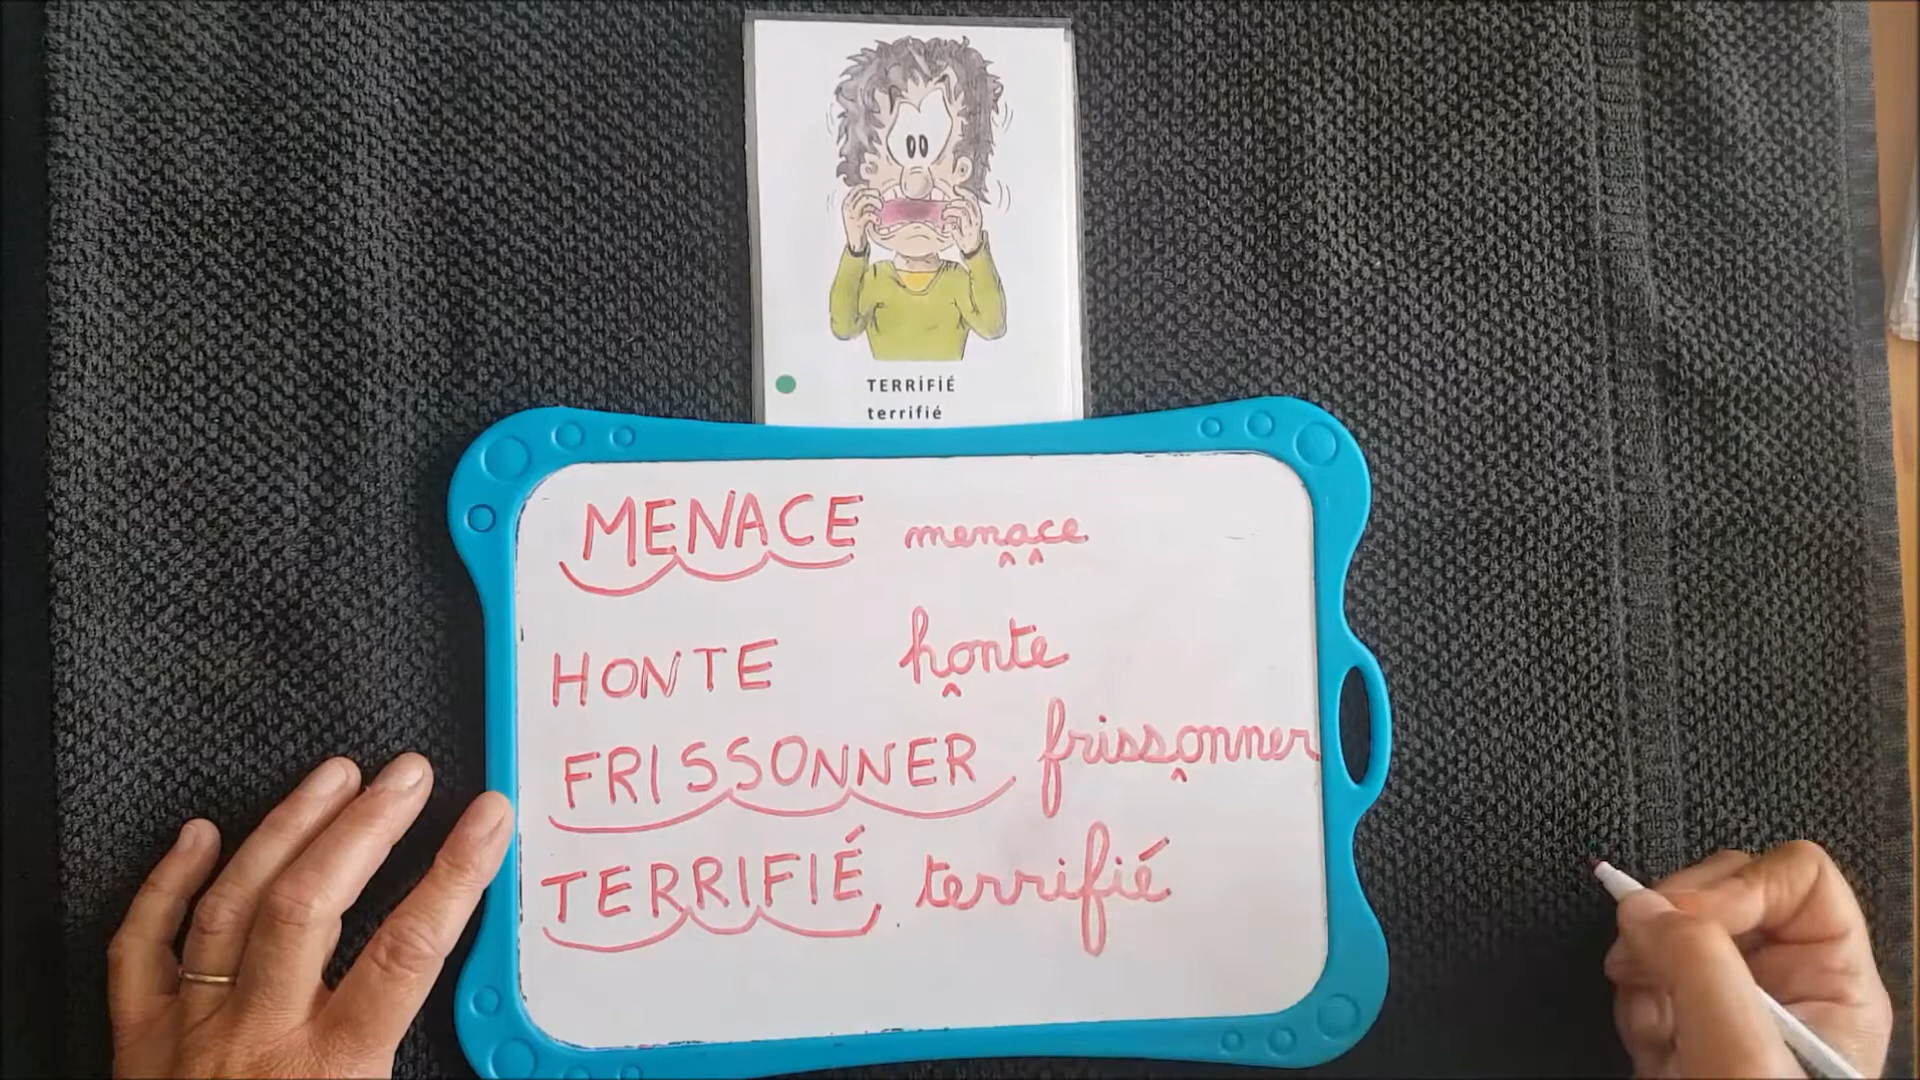 TERRIFIÉ
terrifié
MENACE menace
HONTE honte
FRISSONNER frissonner
TERRIFIÉ terrifié